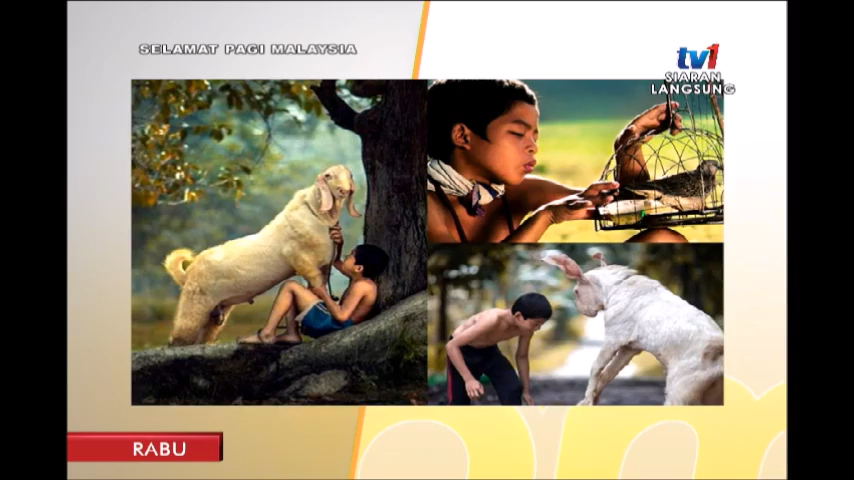 SELAMAT PAGI MALAYSIA
tv1
SIARAN
LANGSUNG
RABU